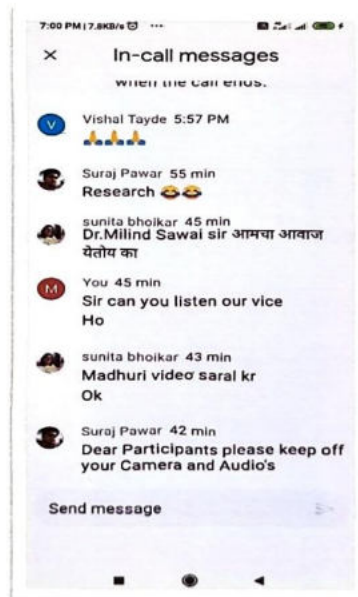 7:00 PM | 7.8KB/s
In-call messages
when the call ends.
Vishal Tayde 5:57 PM
🙏🙏🙏
Suraj Pawar 55 min
Research 😂😂
sunita bhoikar 45 min
Dr.Milind Sawai sir आमचा आवाज
येतोय का
You 45 min
Sir can you listen our vice
Ho
sunita bhoikar 43 min
Madhuri video saral kr
Ok
Suraj Pawar 42 min
Dear Participants please keep off
your Camera and Audio's
Send message